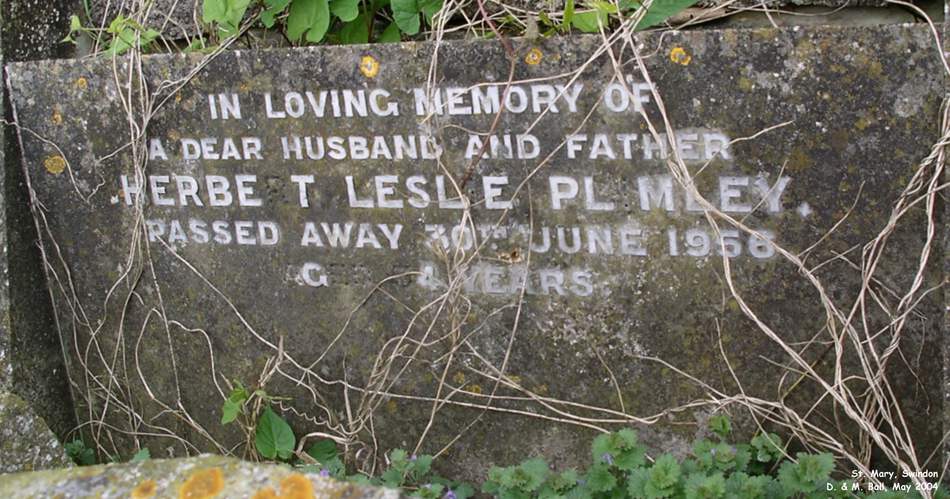 IN LOVING MEMORY OF
A DEAR HUSBAND AND FATHER
HERBE T LESL E PL MLEY.
PASSED AWAY 30TH JUNE 1958
G 4 YEARS
St. Mary, Swindon
D. & M. Ball, May 2004